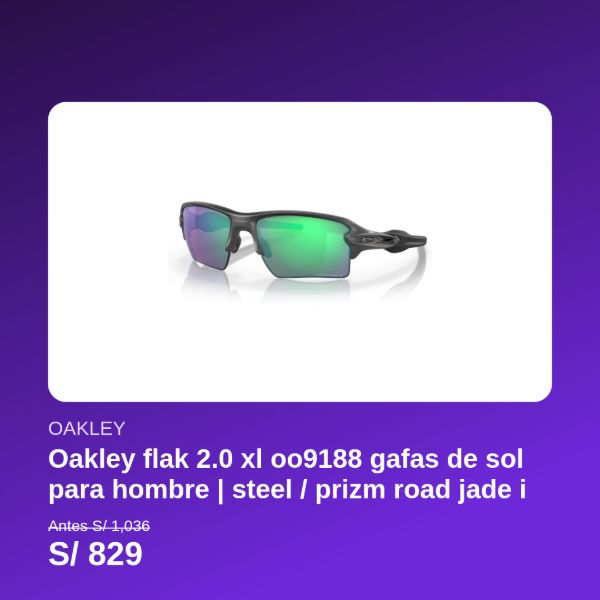 OAKLEY
Oakley flak 2.0 xl oo9188 gafas de sol
para hombre | steel / prizm road jade i
Antes S/ 1,036
S/ 829